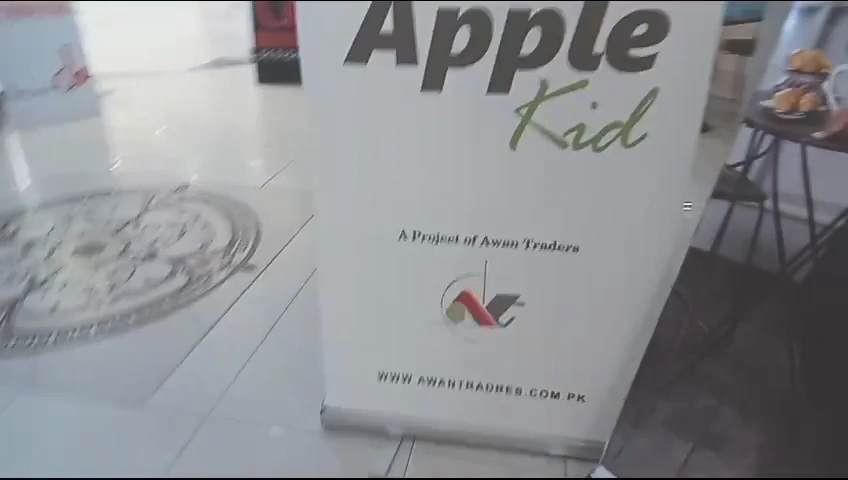 Apple
Kid
A Project of Awan Traders
WWW.AWANTRADRES.COM.PK